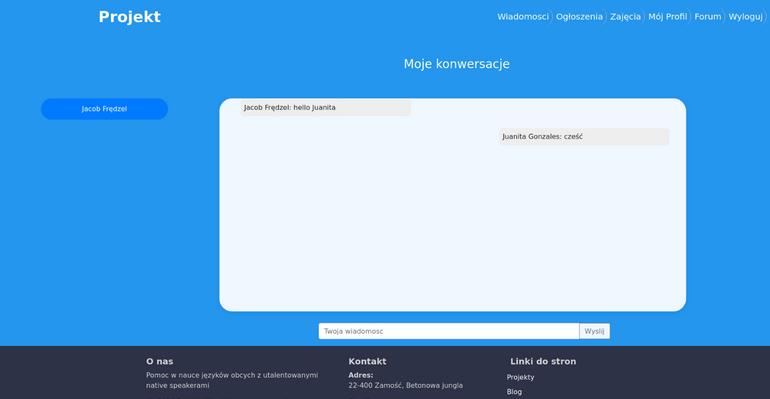 Projekt
Wiadomosci Ogłoszenia Zajęcia Mój Profil Forum Wyloguj
Moje konwersacje
Jacob Frędzel
Jacob Frędzel: hello Juanita
Juanita Gonzales: cześć
Twoja wiadomosc
Wyslij
O nas
Pomoc w nauce języków obcych z utalentowanymi
native speakerami
Kontakt
Adres:
22-400 Zamość, Betonowa jungla
Linki do stron
Projekty
Blog